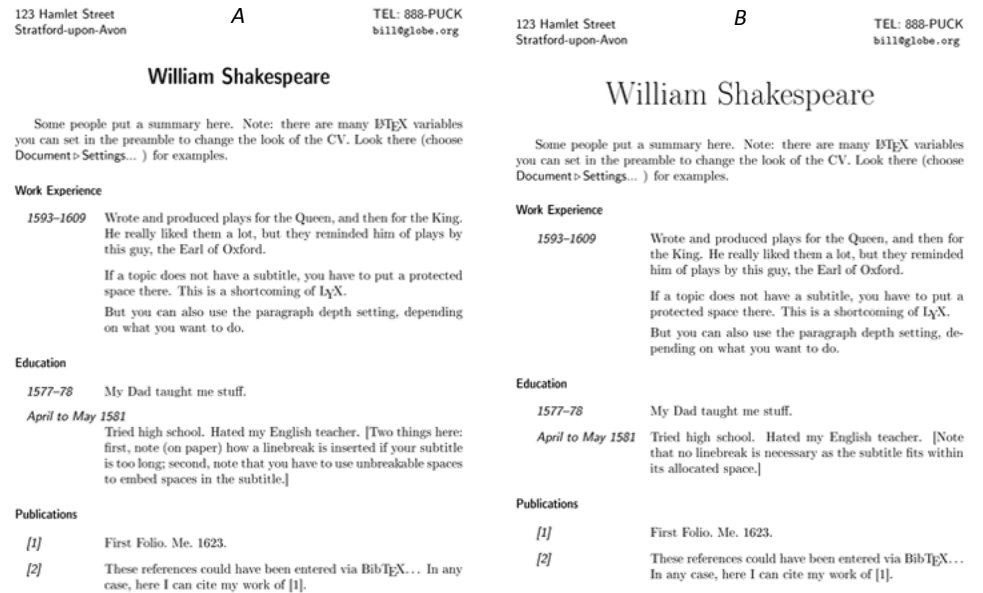 A
123 Hamlet Street
Stratford-upon-Avon
TEL: 888-PUCK
bill@globe.org
William Shakespeare
Some people put a summary here. Note: there are many LATEX variables
you can set in the preamble to change the look of the CV. Look there (choose
Document▹Settings... ) for examples.
Work Experience
1593–1609 Wrote and produced plays for the Queen, and then for the King.
He really liked them a lot, but they reminded him of plays by
this guy, the Earl of Oxford.
If a topic does not have a subtitle, you have to put a protected
space there. This is a shortcoming of LyX.
But you can also use the paragraph depth setting, depending
on what you want to do.
Education
1577–78 My Dad taught me stuff.
April to May 1581
Tried high school. Hated my English teacher. [Two things here:
first, note (on paper) how a linebreak is inserted if your subtitle
is too long; second, note that you have to use unbreakable spaces
to embed spaces in the subtitle.]
Publications
[1] First Folio. Me. 1623.
[2] These references could have been entered via BibTEX... In any
case, here I can cite my work of [1].
B
123 Hamlet Street
Stratford-upon-Avon
TEL: 888-PUCK
bill@globe.org
William Shakespeare
Some people put a summary here. Note: there are many LATEX variables
you can set in the preamble to change the look of the CV. Look there (choose
Document▹Settings... ) for examples.
Work Experience
1593–1609 Wrote and produced plays for the Queen, and then for
the King. He really liked them a lot, but they reminded
him of plays by this guy, the Earl of Oxford.
If a topic does not have a subtitle, you have to put a
protected space there. This is a shortcoming of LyX.
But you can also use the paragraph depth setting, de-
pending on what you want to do.
Education
1577–78 My Dad taught me stuff.
April to May 1581 Tried high school. Hated my English teacher. [Note
that no linebreak is necessary as the subtitle fits within
its allocated space.]
Publications
[1] First Folio. Me. 1623.
[2] These references could have been entered via BibTEX...
In any case, here I can cite my work of [1].